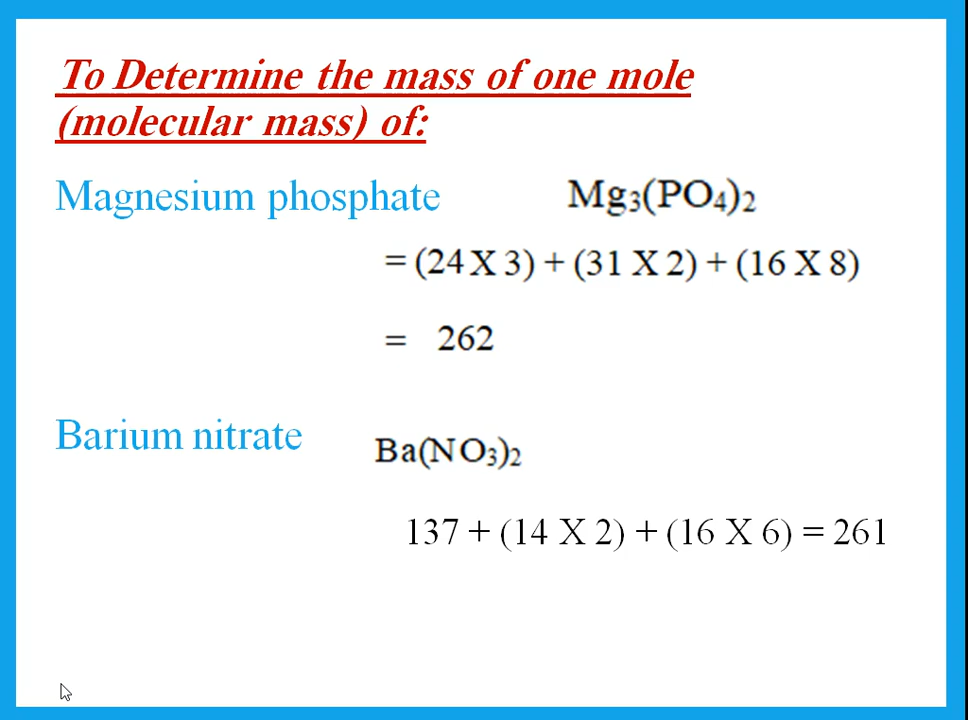 To Determine the mass of one mole
(molecular mass) of:
Magnesium phosphate Mg₃(PO₄)₂
= (24 X 3) + (31 X 2) + (16 X 8)
= 262
Barium nitrate Ba(NO₃)₂
137 + (14 X 2) + (16 X 6) = 261